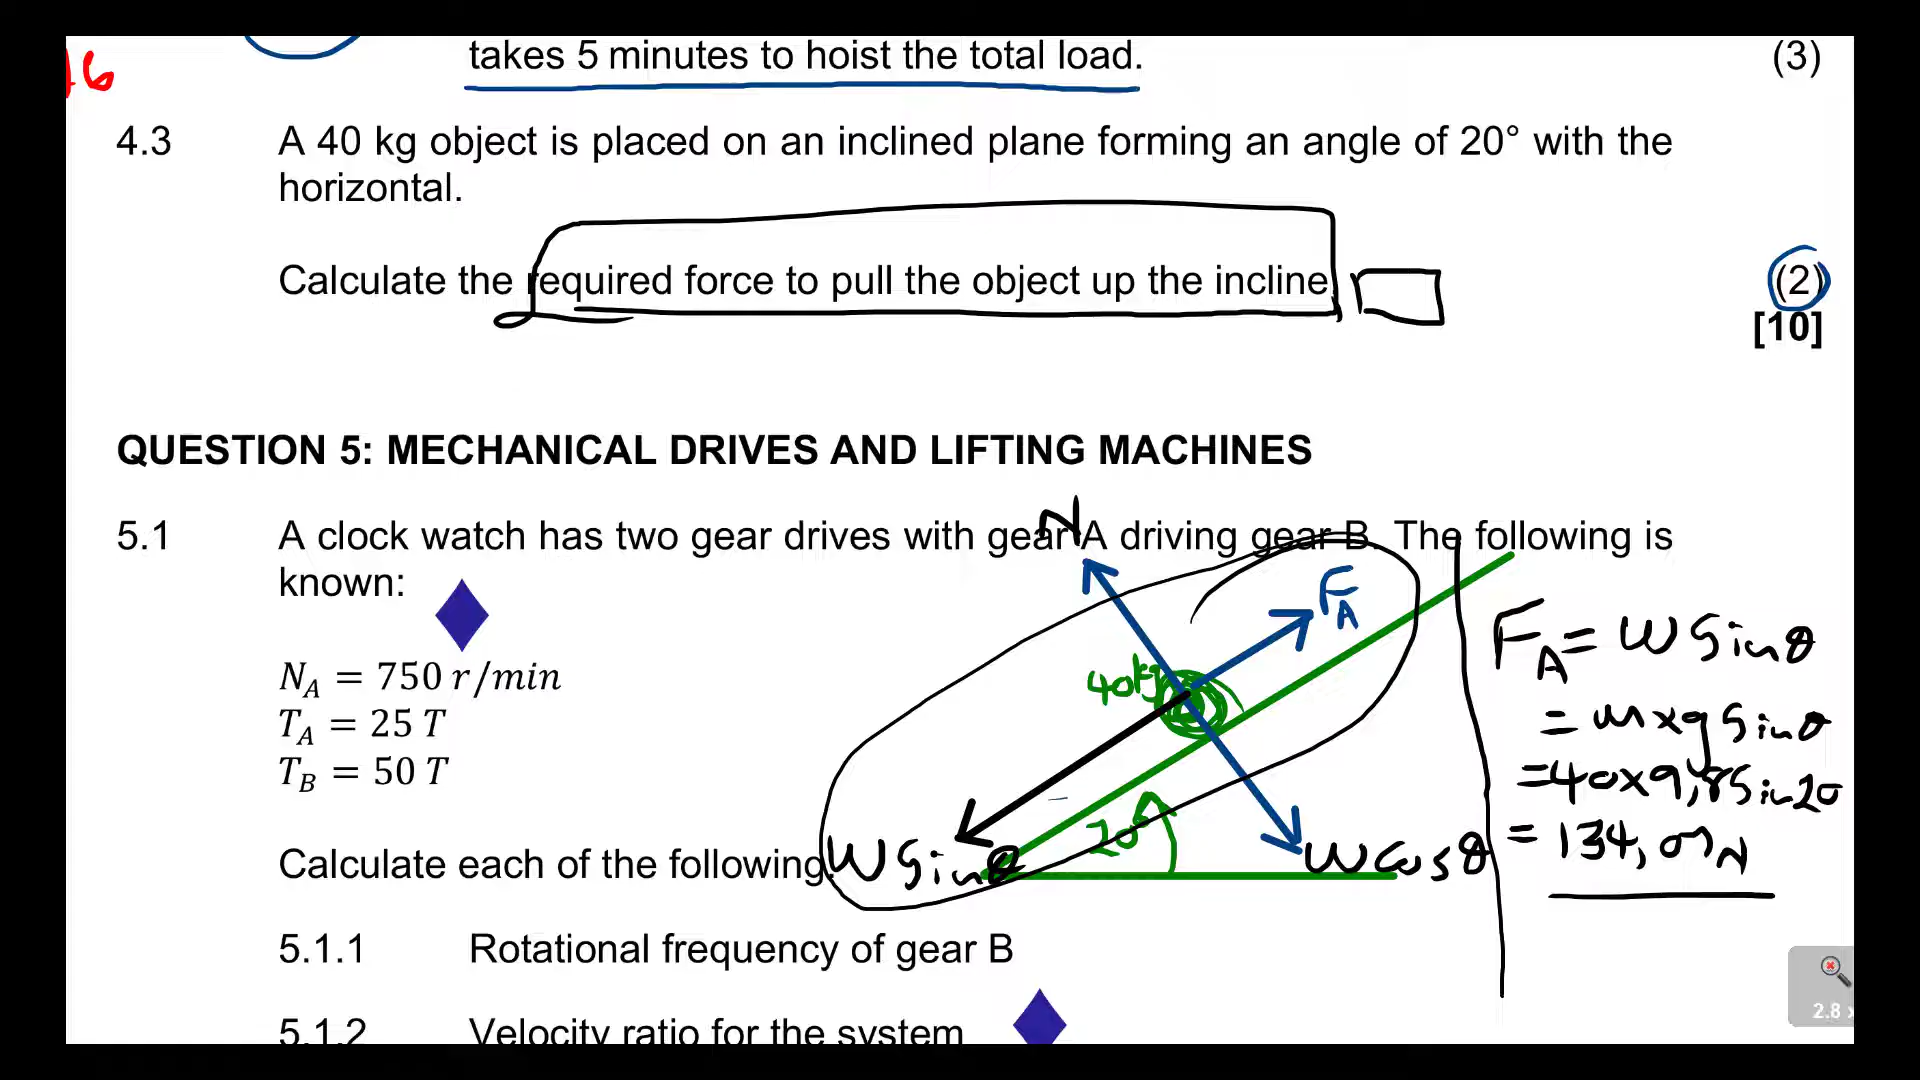 takes 5 minutes to hoist the total load. (3)
16
4.3 A 40 kg object is placed on an inclined plane forming an angle of 20° with the
horizontal.
Calculate the required force to pull the object up the incline (2)
[10]
QUESTION 5: MECHANICAL DRIVES AND LIFTING MACHINES
N
5.1 A clock watch has two gear drives with gear A driving gear B. The following is
known:
F_A
40kg
N_A = 750 r/min
T_A = 25 T
T_B = 50 T
F_A = W Sinθ
= m×g Sinθ
=40×9,8Sin20
= 134,07N
20°
WSinθ
WCosθ
Calculate each of the following:
5.1.1 Rotational frequency of gear B
5.1.2 Velocity ratio for the system
2.8 x